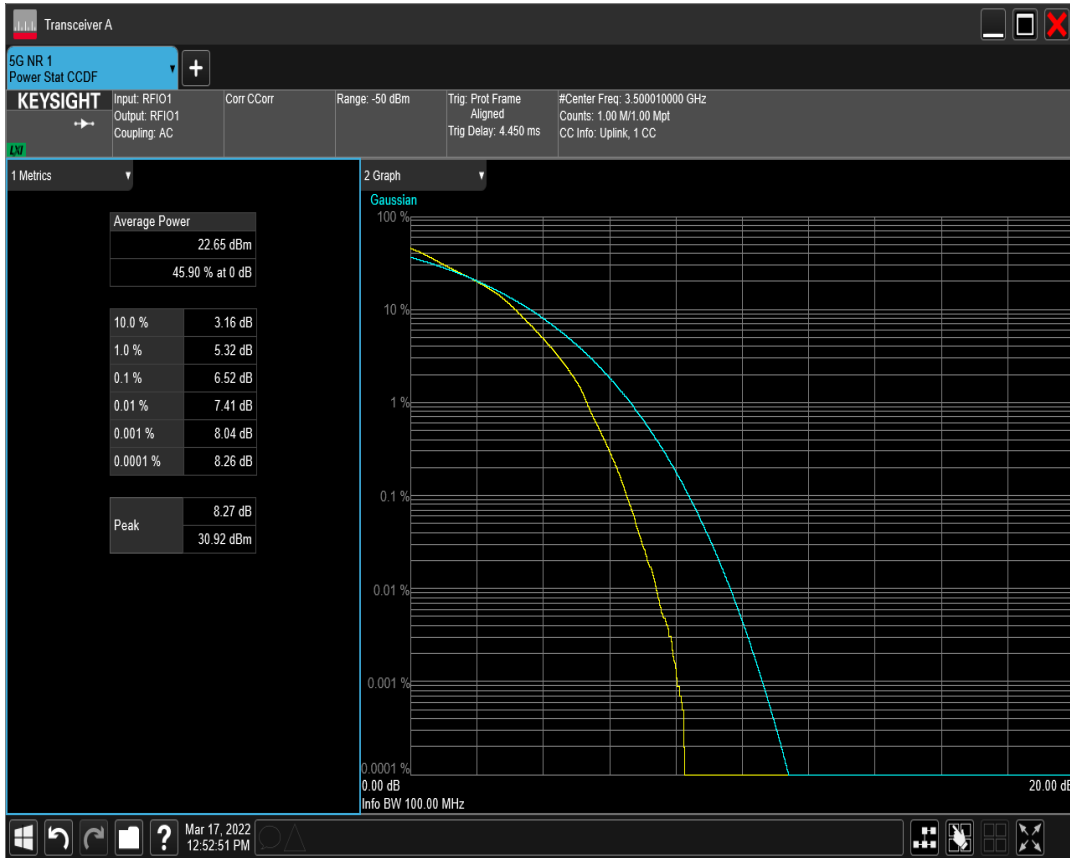 Transceiver A
5G NR 1
Power Stat CCDF
KEYSIGHT
LXI
Input: RFIO1
Output: RFIO1
Coupling: AC
Corr CCorr
Range: -50 dBm
Trig: Prot Frame
Aligned
Trig Delay: 4.450 ms
#Center Freq: 3.500010000 GHz
Counts: 1.00 M/1.00 Mpt
CC Info: Uplink, 1 CC
1 Metrics
Average Power
22.65 dBm
45.90 % at 0 dB
10.0 % 3.16 dB
1.0 % 5.32 dB
0.1 % 6.52 dB
0.01 % 7.41 dB
0.001 % 8.04 dB
0.0001 % 8.26 dB
Peak 8.27 dB
30.92 dBm
2 Graph
Gaussian
100 %
10 %
1 %
0.1 %
0.01 %
0.001 %
0.0001 %
0.00 dB 20.00 dB
Info BW 100.00 MHz
? Mar 17, 2022
12:52:51 PM